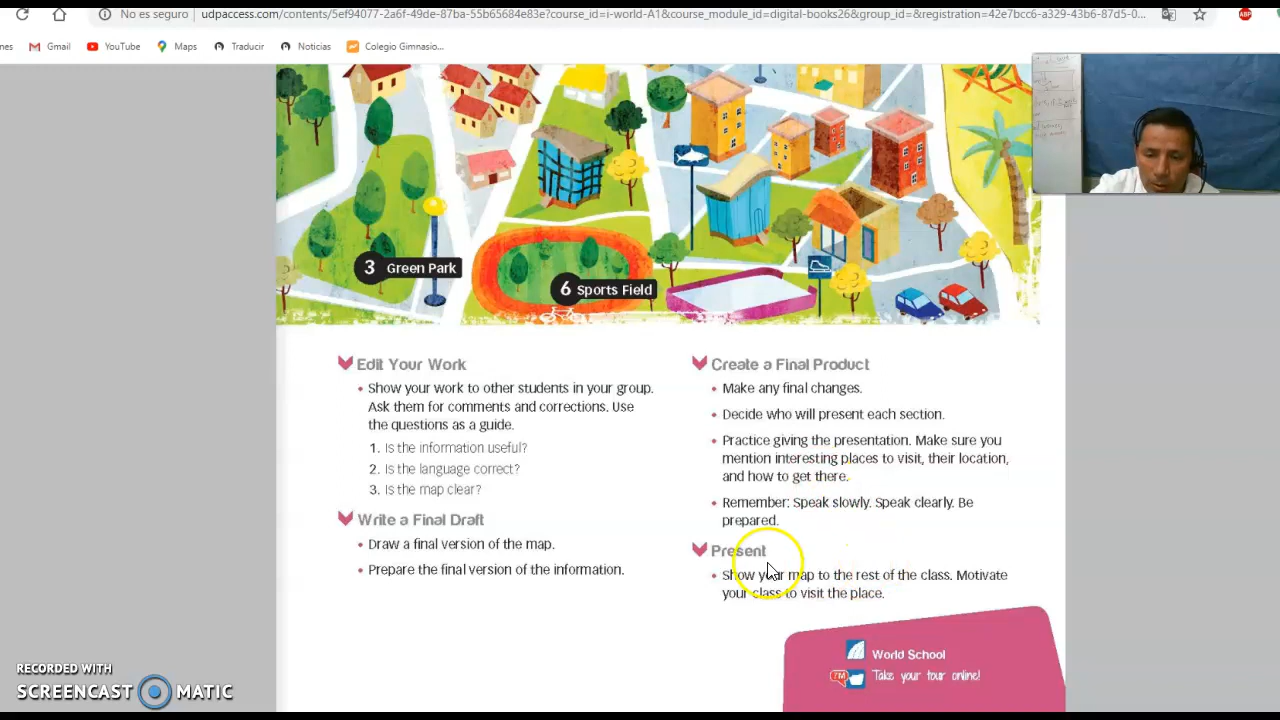 No es seguro
udpaccess.com/contents/5ef94077-2a6f-49de-87ba-55b65684e83e?course_id=i-world-A1&course_module_id=digital-books26&group_id=&registration=42e7bcc6-a329-43b6-87d5-0...
ABP
nes
Gmail
YouTube
Maps
Traducir
Noticias
Colegio Gimnasio...
3 Green Park
6 Sports Field
Edit Your Work
• Show your work to other students in your group.
Ask them for comments and corrections. Use
the questions as a guide.
1. Is the information useful?
2. Is the language correct?
3. Is the map clear?
Write a Final Draft
• Draw a final version of the map.
• Prepare the final version of the information.
Create a Final Product
• Make any final changes.
• Decide who will present each section.
• Practice giving the presentation. Make sure you
mention interesting places to visit, their location,
and how to get there.
• Remember: Speak slowly. Speak clearly. Be
prepared.
Present
• Show your map to the rest of the class. Motivate
your class to visit the place.
World School
Take your tour online!
RECORDED WITH
SCREENCAST MATIC